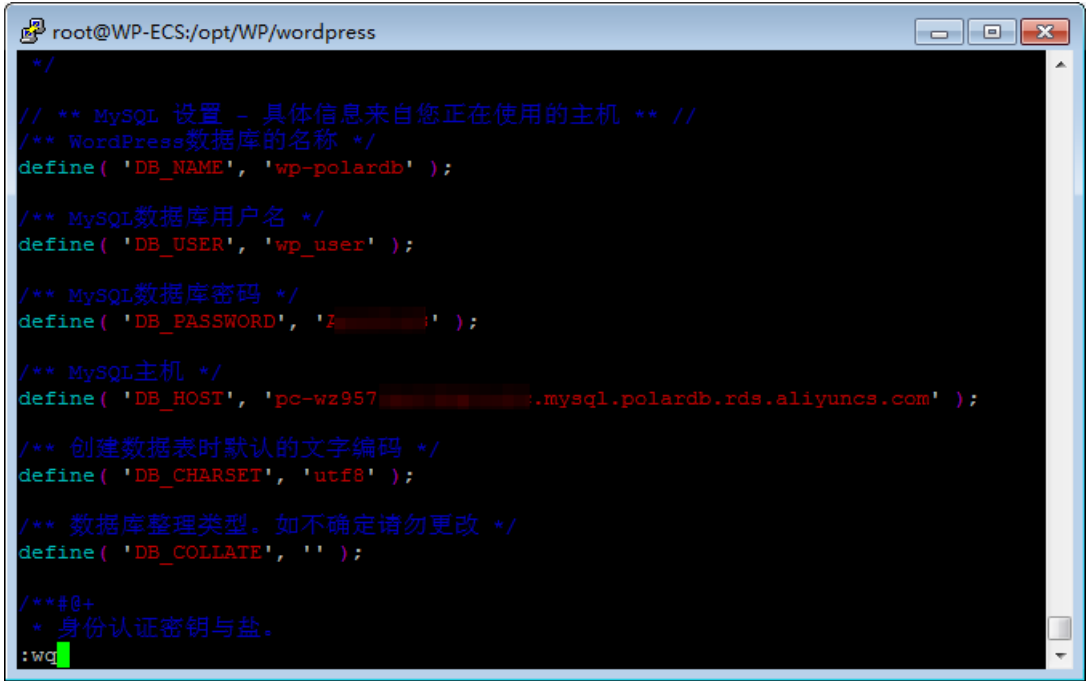 root@WP-ECS:/opt/WP/wordpress
*/
// ** MySQL 设置 - 具体信息来自您正在使用的主机 ** //
/** WordPress数据库的名称 */
define( 'DB_NAME', 'wp-polardb' );
/** MySQL数据库用户名 */
define( 'DB_USER', 'wp_user' );
/** MySQL数据库密码 */
define( 'DB_PASSWORD', ' ' );
/** MySQL主机 */
define( 'DB_HOST', 'pc-wz957 .mysql.polardb.rds.aliyuncs.com' );
/** 创建数据表时默认的文字编码 */
define( 'DB_CHARSET', 'utf8' );
/** 数据库整理类型。如不确定请勿更改 */
define( 'DB_COLLATE', '' );
/**#@+
* 身份认证密钥与盐。
:wq